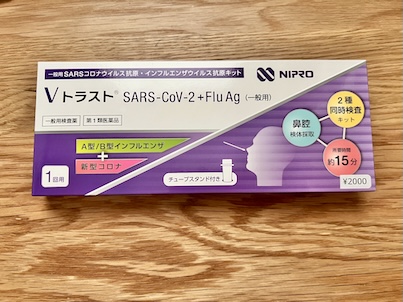 一般用SARSコロナウイルス抗原・インフルエンザウイルス抗原キット
NIPRO
Vトラスト® SARS-CoV-2+Flu Ag（一般用）
一般用検査薬
第1類医薬品
2種
同時検査
キット
鼻腔
検体採取
A型/B型インフルエンザ
+
新型コロナ
所要時間
約15分
1回用
チューブスタンド付き
¥2000